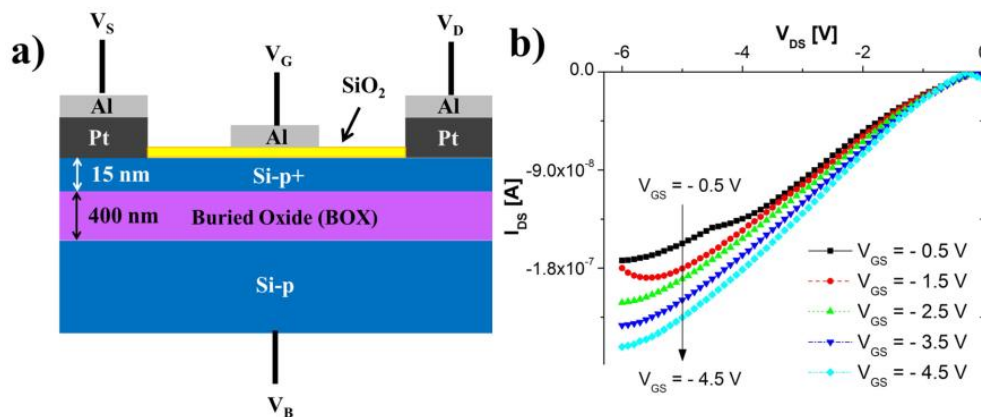 a)
V_S
V_G
V_D
SiO₂
Al
Al
Al
Pt
Pt
15 nm
Si-p+
400 nm
Buried Oxide (BOX)
Si-p
V_B
b)
V_DS [V]
-6 -4 -2 0
0.0
-9.0x10⁻⁸
-1.8x10⁻⁷
I_DS [A]
V_GS = - 0.5 V
V_GS = - 4.5 V
V_GS = - 0.5 V
V_GS = - 1.5 V
V_GS = - 2.5 V
V_GS = - 3.5 V
V_GS = - 4.5 V